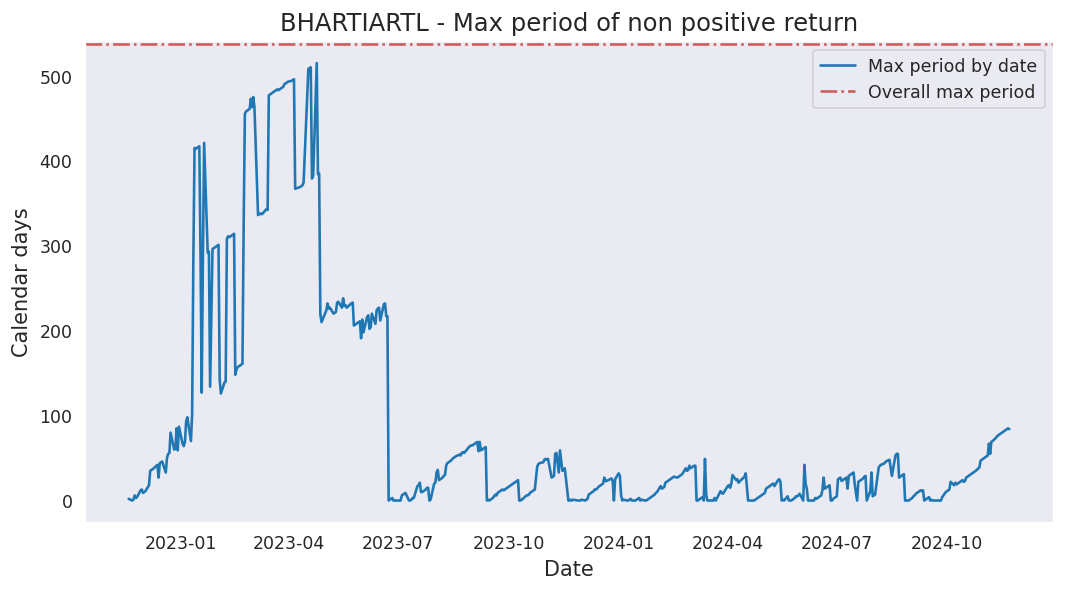 BHARTIARTL - Max period of non positive return
Max period by date
Overall max period
Calendar days
500
400
300
200
100
0
2023-01 2023-04 2023-07 2023-10 2024-01 2024-04 2024-07 2024-10
Date